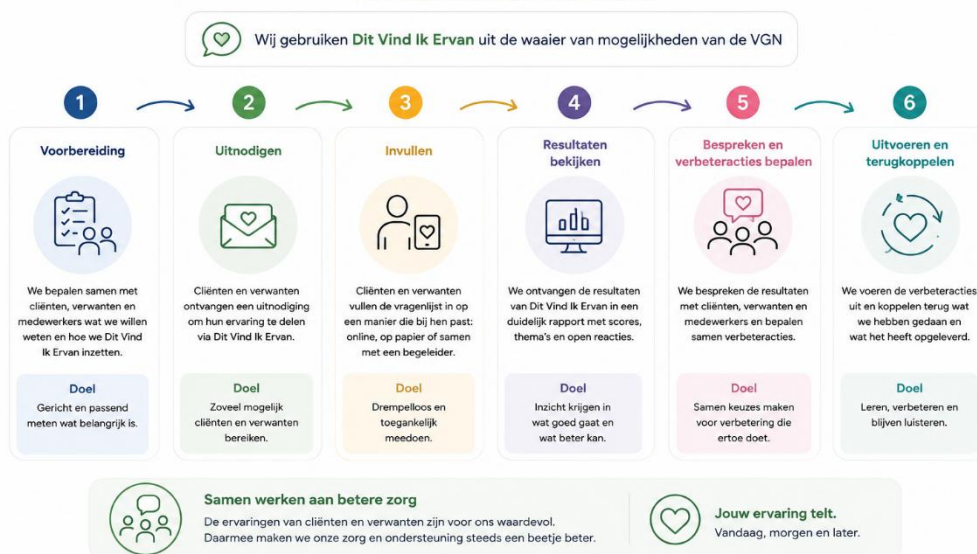 Wij gebruiken Dit Vind Ik Ervan uit de waaier van mogelijkheden van de VGN
1
2
3
4
5
6
Voorbereiding
We bepalen samen met
cliënten, verwanten en
medewerkers wat we willen
weten en hoe we Dit Vind
Ik Ervan inzetten.
Doel
Gericht en passend
meten wat belangrijk is.
Uitnodigen
Cliënten en verwanten
ontvangen een uitnodiging
om hun ervaring te delen
via Dit Vind Ik Ervan.
Doel
Zoveel mogelijk
cliënten en verwanten
bereiken.
Invullen
Cliënten en verwanten
vullen de vragenlijst in op
een manier die bij hen past:
online, op papier of samen
met een begeleider.
Doel
Drempelloos en
toegankelijk
meedoen.
Resultaten
bekijken
We ontvangen de resultaten
van Dit Vind Ik Ervan in een
duidelijk rapport met scores,
thema's en open reacties.
Doel
Inzicht krijgen in
wat goed gaat en
wat beter kan.
Bespreken en
verbeteracties bepalen
We bespreken de resultaten
met cliënten, verwanten en
medewerkers en bepalen
samen verbeteracties.
Doel
Samen keuzes maken
voor verbetering die
ertoe doet.
Uitvoeren en
terugkoppelen
We voeren de verbeteracties
uit en koppelen terug wat
we hebben gedaan en
wat het heeft opgeleverd.
Doel
Leren, verbeteren en
blijven luisteren.
Samen werken aan betere zorg
De ervaringen van cliënten en verwanten zijn voor ons waardevol.
Daarmee maken we onze zorg en ondersteuning steeds een beetje beter.
Jouw ervaring telt.
Vandaag, morgen en later.